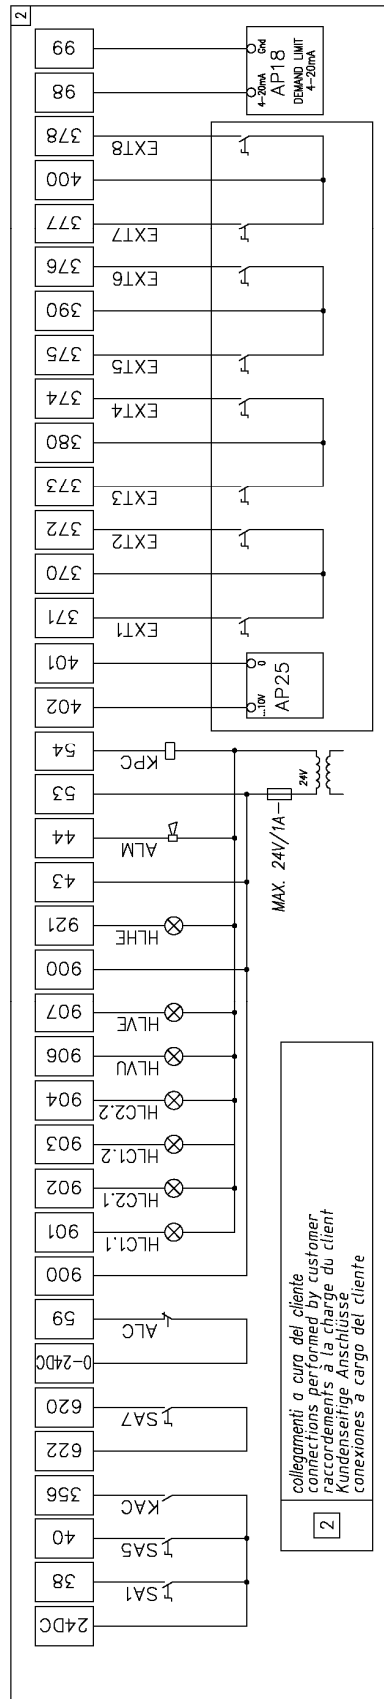 2
99
98
Gnd
4-20mA
AP18
DEMAND LIMIT
4-20mA
378
EXT8
400
377
EXT7
376
EXT6
390
375
EXT5
374
EXT4
380
373
EXT3
372
EXT2
370
371
EXT1
401
0
402
...10V
AP25
54
KPC
53
24V
MAX. 24V/1A
44
ALM
43
921
HLHE
900
907
HLVE
906
HLVU
904
HLC2.2
903
HLC1.2
902
HLC2.1
901
HLC1.1
900
59
ALC
0-24DC
620
SA7
622
356
KAC
40
SA5
38
SA1
24DC
2
collegamenti a cura del cliente
connections performed by customer
raccordements à la charge du client
Kundenseitige Anschlüsse
conexiones a cargo del cliente